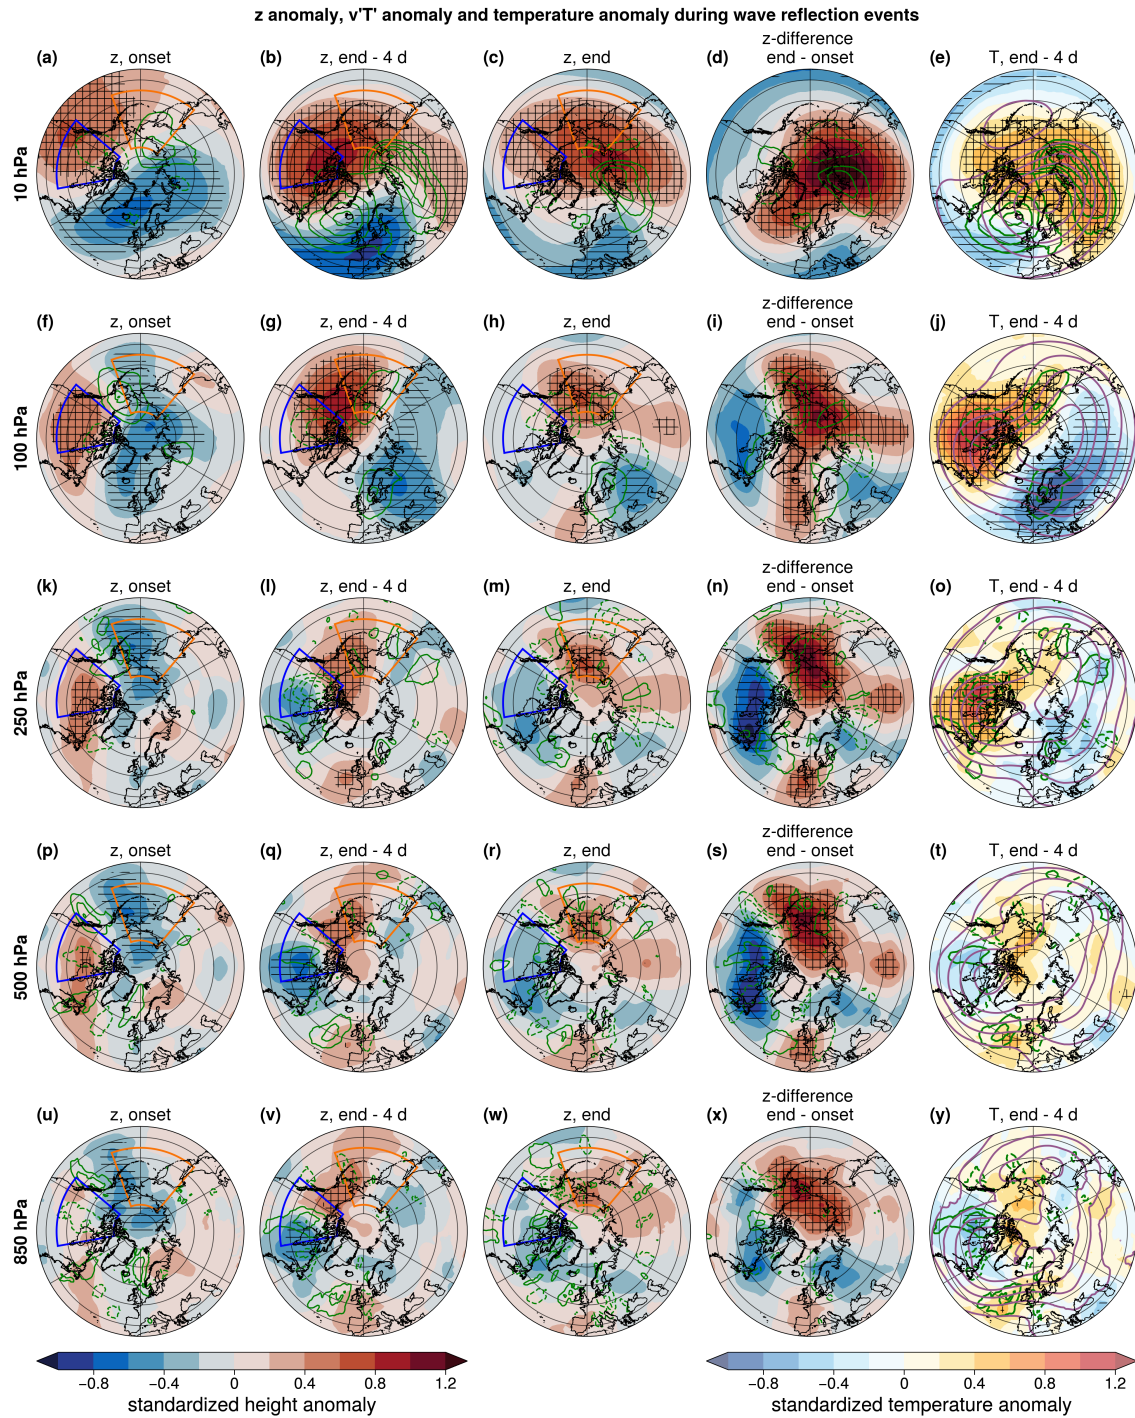 z anomaly, v'T' anomaly and temperature anomaly during wave reflection events
(a) z, onset
(b) z, end - 4 d
(c) z, end
(d) z-difference
end - onset
(e) T, end - 4 d
10 hPa
(f) z, onset
(g) z, end - 4 d
(h) z, end
(i) z-difference
end - onset
(j) T, end - 4 d
100 hPa
(k) z, onset
(l) z, end - 4 d
(m) z, end
(n) z-difference
end - onset
(o) T, end - 4 d
250 hPa
(p) z, onset
(q) z, end - 4 d
(r) z, end
(s) z-difference
end - onset
(t) T, end - 4 d
500 hPa
(u) z, onset
(v) z, end - 4 d
(w) z, end
(x) z-difference
end - onset
(y) T, end - 4 d
850 hPa
−0.8 −0.4 0 0.4 0.8 1.2
standardized height anomaly
−0.8 −0.4 0 0.4 0.8 1.2
standardized temperature anomaly